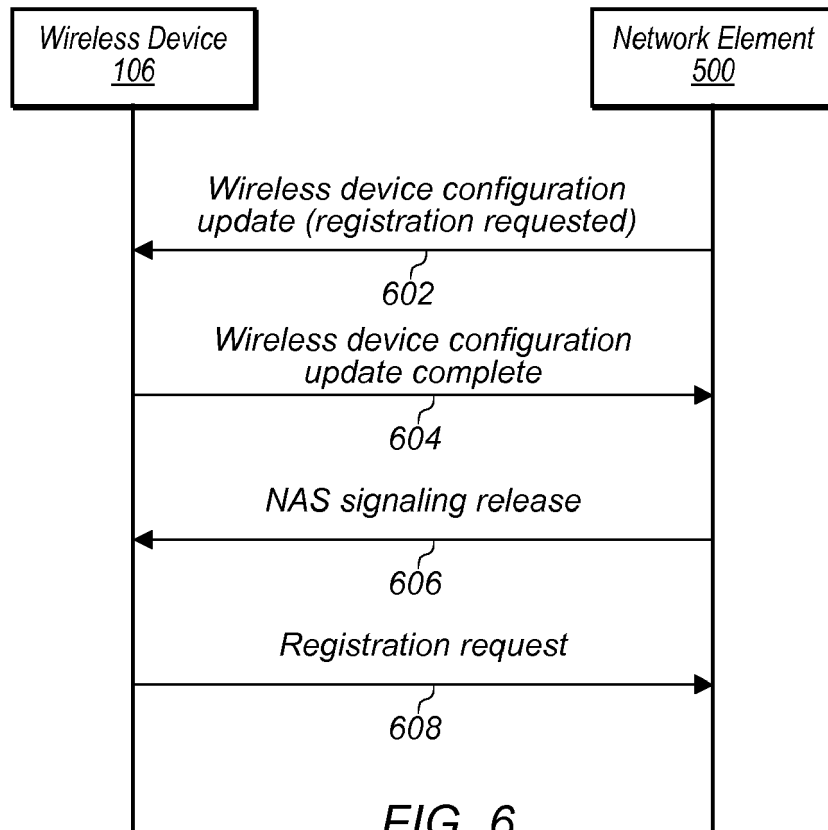 Wireless Device
106
Network Element
500
Wireless device configuration
update (registration requested)
602
Wireless device configuration
update complete
604
NAS signaling release
606
Registration request
608
FIG. 6